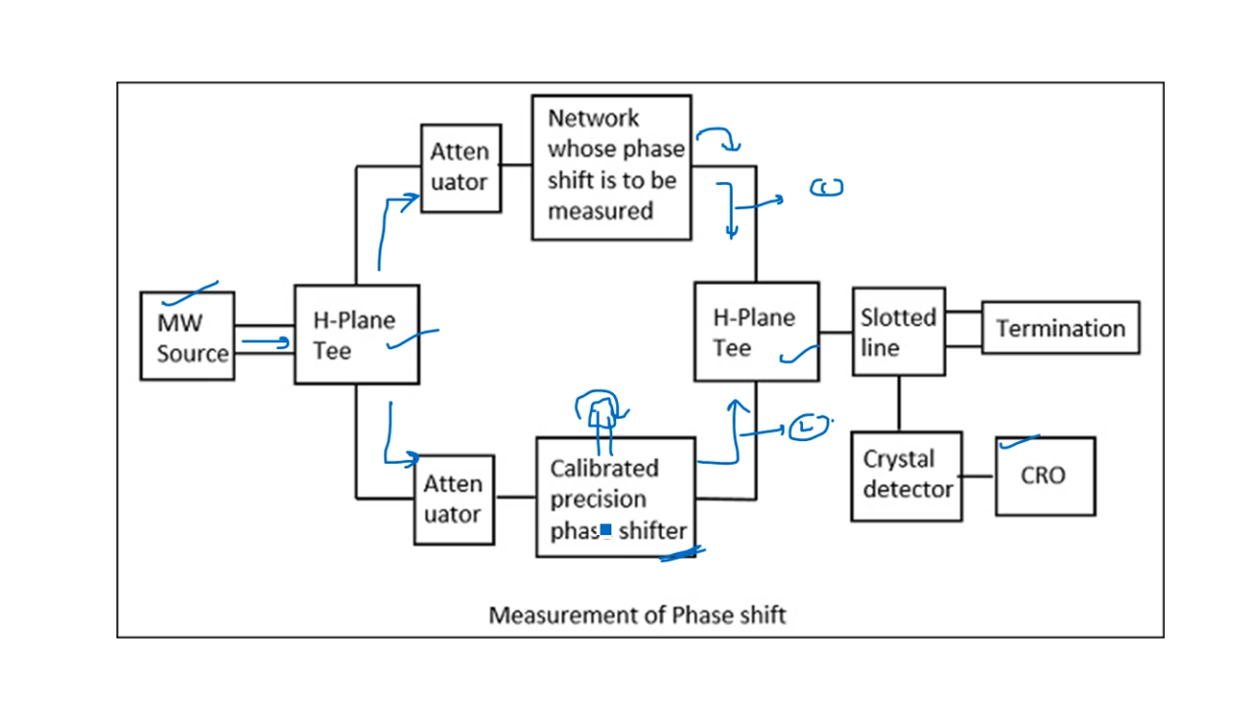 Atten
uator
Network
whose phase
shift is to be
measured
MW
Source
H-Plane
Tee
H-Plane
Tee
Slotted
line
Termination
Atten
uator
Calibrated
precision
shifter
Crystal
detector
CRO
Measurement of Phase shift